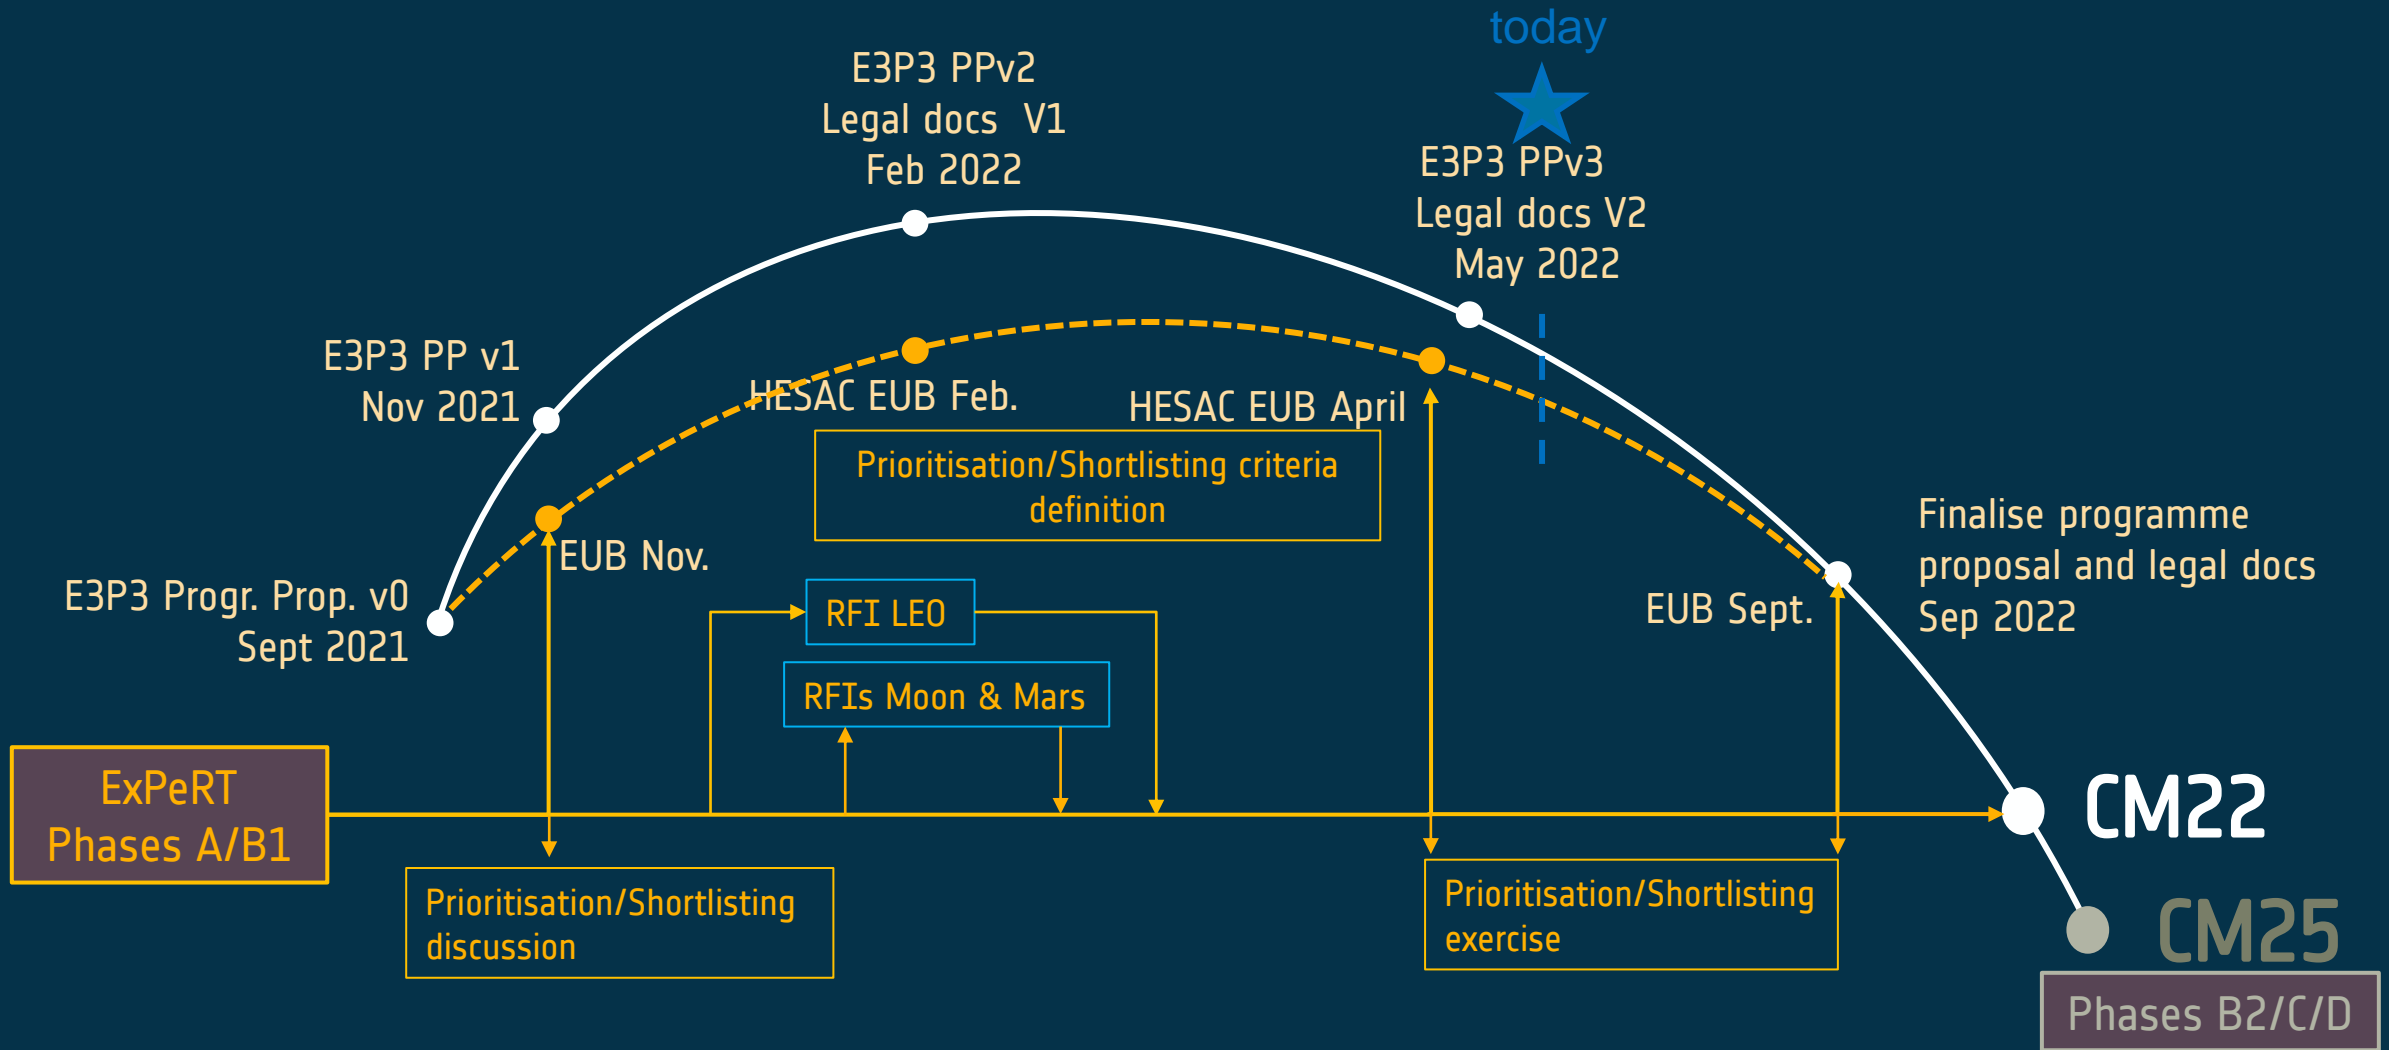 today
E3P3 PPv2
Legal docs V1
Feb 2022
E3P3 PPv3
Legal docs V2
May 2022
E3P3 PP v1
Nov 2021
HESAC EUB Feb.
HESAC EUB April
Prioritisation/Shortlisting criteria
definition
EUB Nov.
E3P3 Progr. Prop. v0
Sept 2021
RFI LEO
RFIs Moon & Mars
EUB Sept.
Finalise programme
proposal and legal docs
Sep 2022
ExPeRT
Phases A/B1
CM22
Prioritisation/Shortlisting
discussion
Prioritisation/Shortlisting
exercise
CM25
Phases B2/C/D